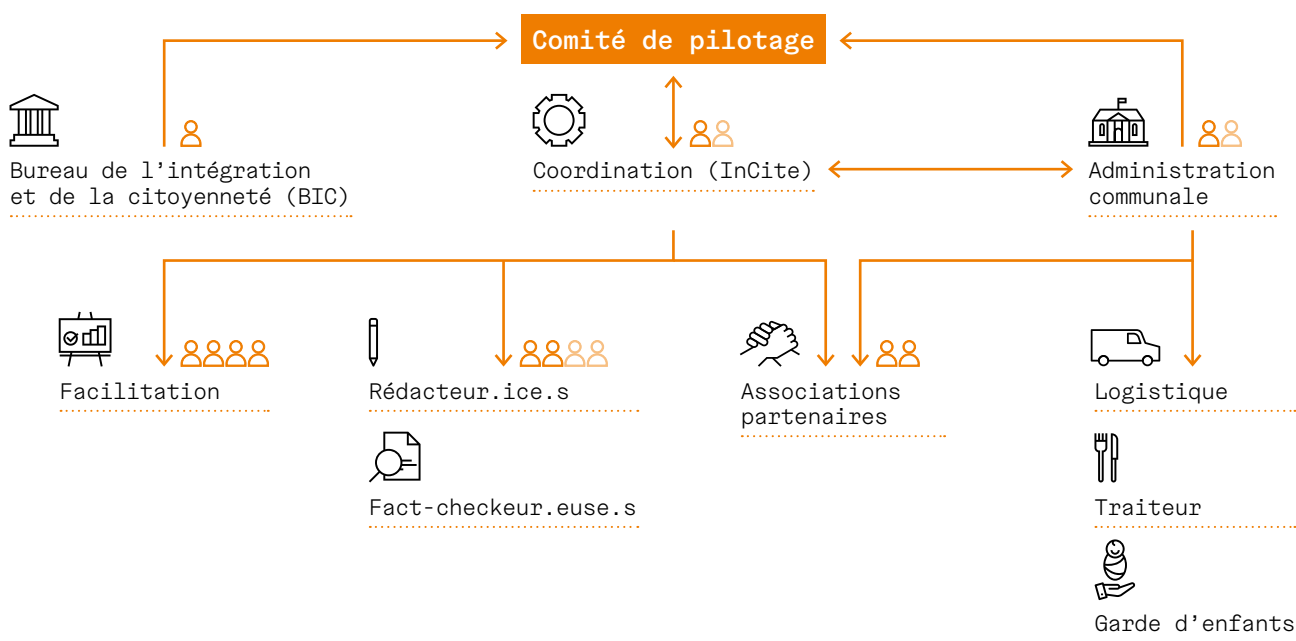 Comité de pilotage
Bureau de l'intégration
et de la citoyenneté (BIC)
Coordination (InCite)
Administration
communale
Facilitation
Rédacteur.ice.s
Associations
partenaires
Logistique
Fact-checkeur.euse.s
Traiteur
Garde d'enfants